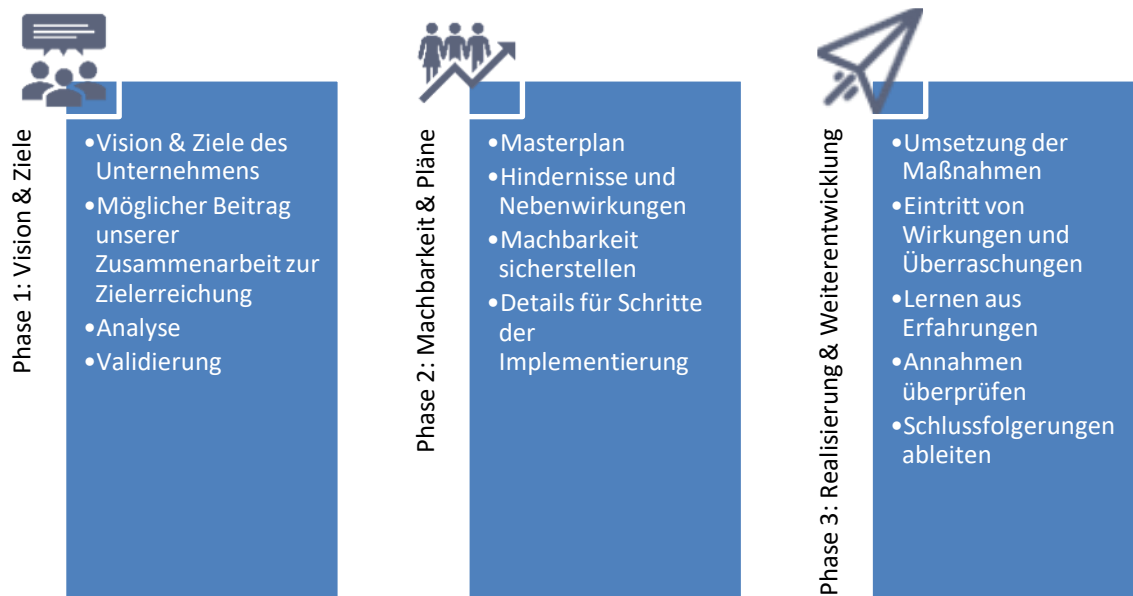 Phase 1: Vision & Ziele
•Vision & Ziele des
Unternehmens
•Möglicher Beitrag
unserer
Zusammenarbeit zur
Zielerreichung
•Analyse
•Validierung
Phase 2: Machbarkeit & Pläne
•Masterplan
•Hindernisse und
Nebenwirkungen
•Machbarkeit
sicherstellen
•Details für Schritte
der
Implementierung
Phase 3: Realisierung & Weiterentwicklung
•Umsetzung der
Maßnahmen
•Eintritt von
Wirkungen und
Überraschungen
•Lernen aus
Erfahrungen
•Annahmen
überprüfen
•Schlussfolgerungen
ableiten